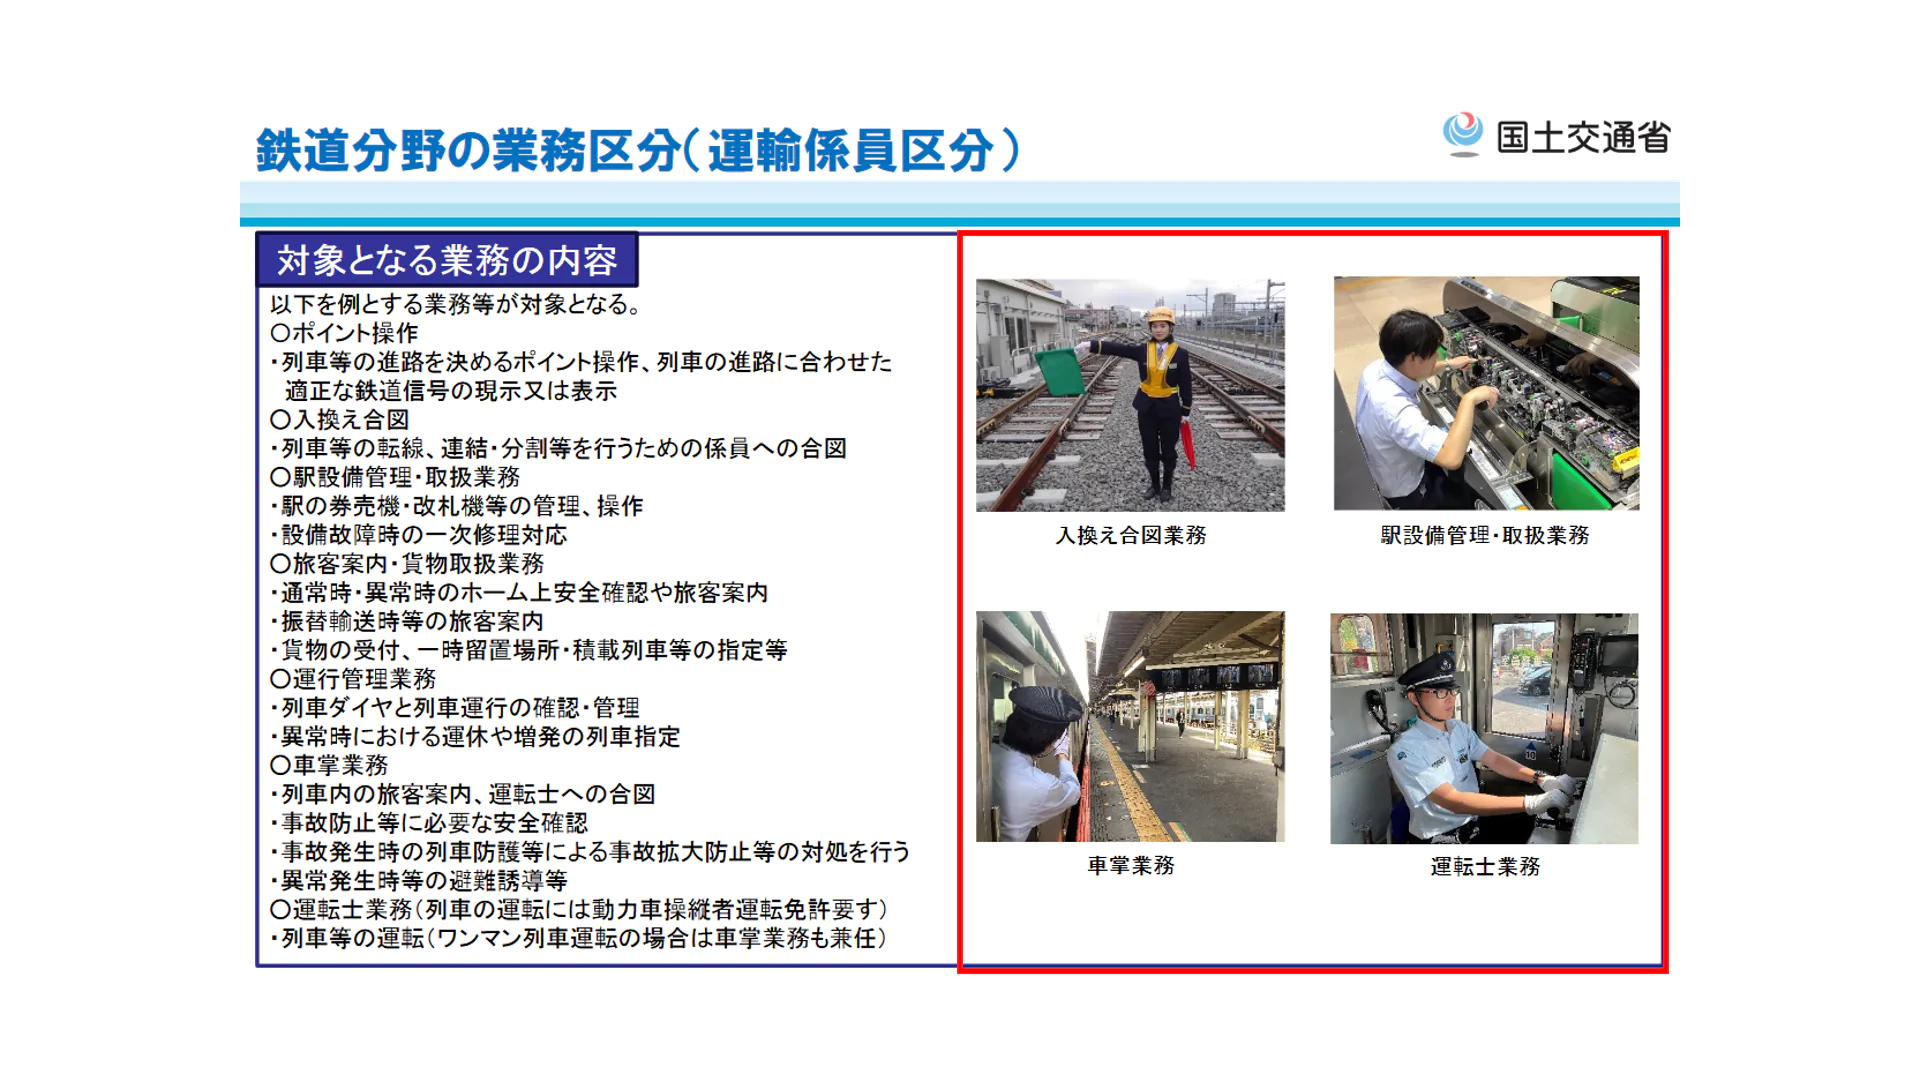 鉄道分野の業務区分（運輸係員区分）
国土交通省
対象となる業務の内容
以下を例とする業務等が対象となる。
〇ポイント操作
・列車等の進路を決めるポイント操作、列車の進路に合わせた
適正な鉄道信号の現示又は表示
〇入換え合図
・列車等の転線、連結・分割等を行うための係員への合図
〇駅設備管理・取扱業務
・駅の券売機・改札機等の管理、操作
・設備故障時の一次修理対応
〇旅客案内・貨物取扱業務
・通常時・異常時のホーム上安全確認や旅客案内
・振替輸送時等の旅客案内
・貨物の受付、一時留置場所・積載列車等の指定等
〇運行管理業務
・列車ダイヤと列車運行の確認・管理
・異常時における運休や増発の列車指定
〇車掌業務
・列車内の旅客案内、運転士への合図
・事故防止等に必要な安全確認
・事故発生時の列車防護等による事故拡大防止等の対処を行う
・異常発生時等の避難誘導等
〇運転士業務（列車の運転には動力車操縦者運転免許要す）
・列車等の運転（ワンマン列車運転の場合は車掌業務も兼任）
入換え合図業務
駅設備管理・取扱業務
車掌業務
10
運転士業務